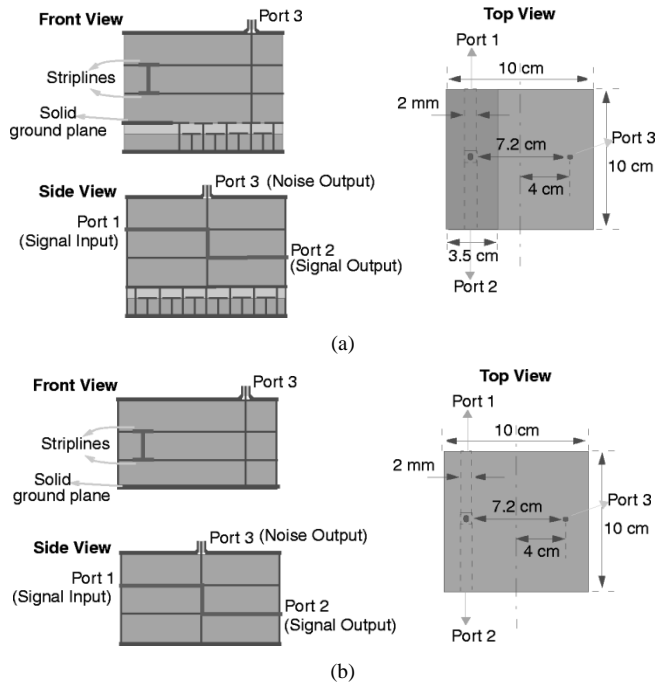 Front View
Port 3
Striplines
Solid
ground plane
Side View
Port 3 (Noise Output)
Port 1
(Signal Input)
Port 2
(Signal Output)
Top View
Port 1
10 cm
2 mm
7.2 cm
Port 3
10 cm
4 cm
3.5 cm
Port 2
(a)
Front View
Port 3
Striplines
Solid
ground plane
Side View
Port 3 (Noise Output)
Port 1
(Signal Input)
Port 2
(Signal Output)
Top View
Port 1
10 cm
2 mm
7.2 cm
Port 3
10 cm
4 cm
Port 2
(b)